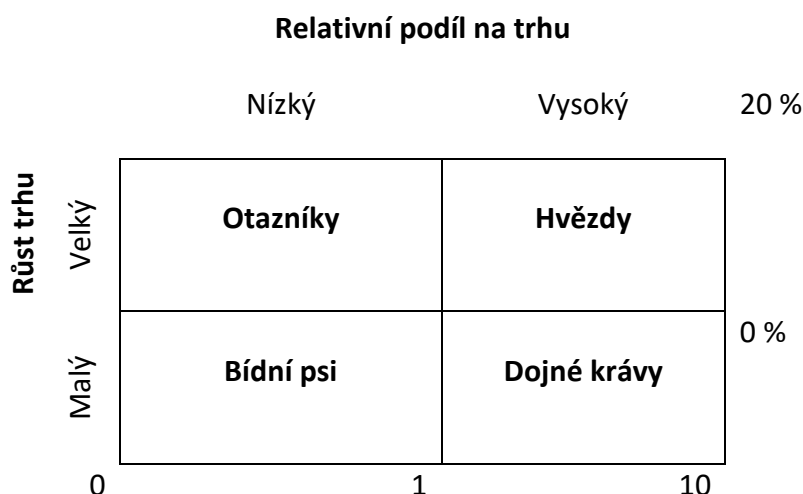 Relativní podíl na trhu
Nízký Vysoký 20 %
Růst trhu
Velký
Otazníky Hvězdy
0 %
Malý
Bídní psi Dojné krávy
0 1 10